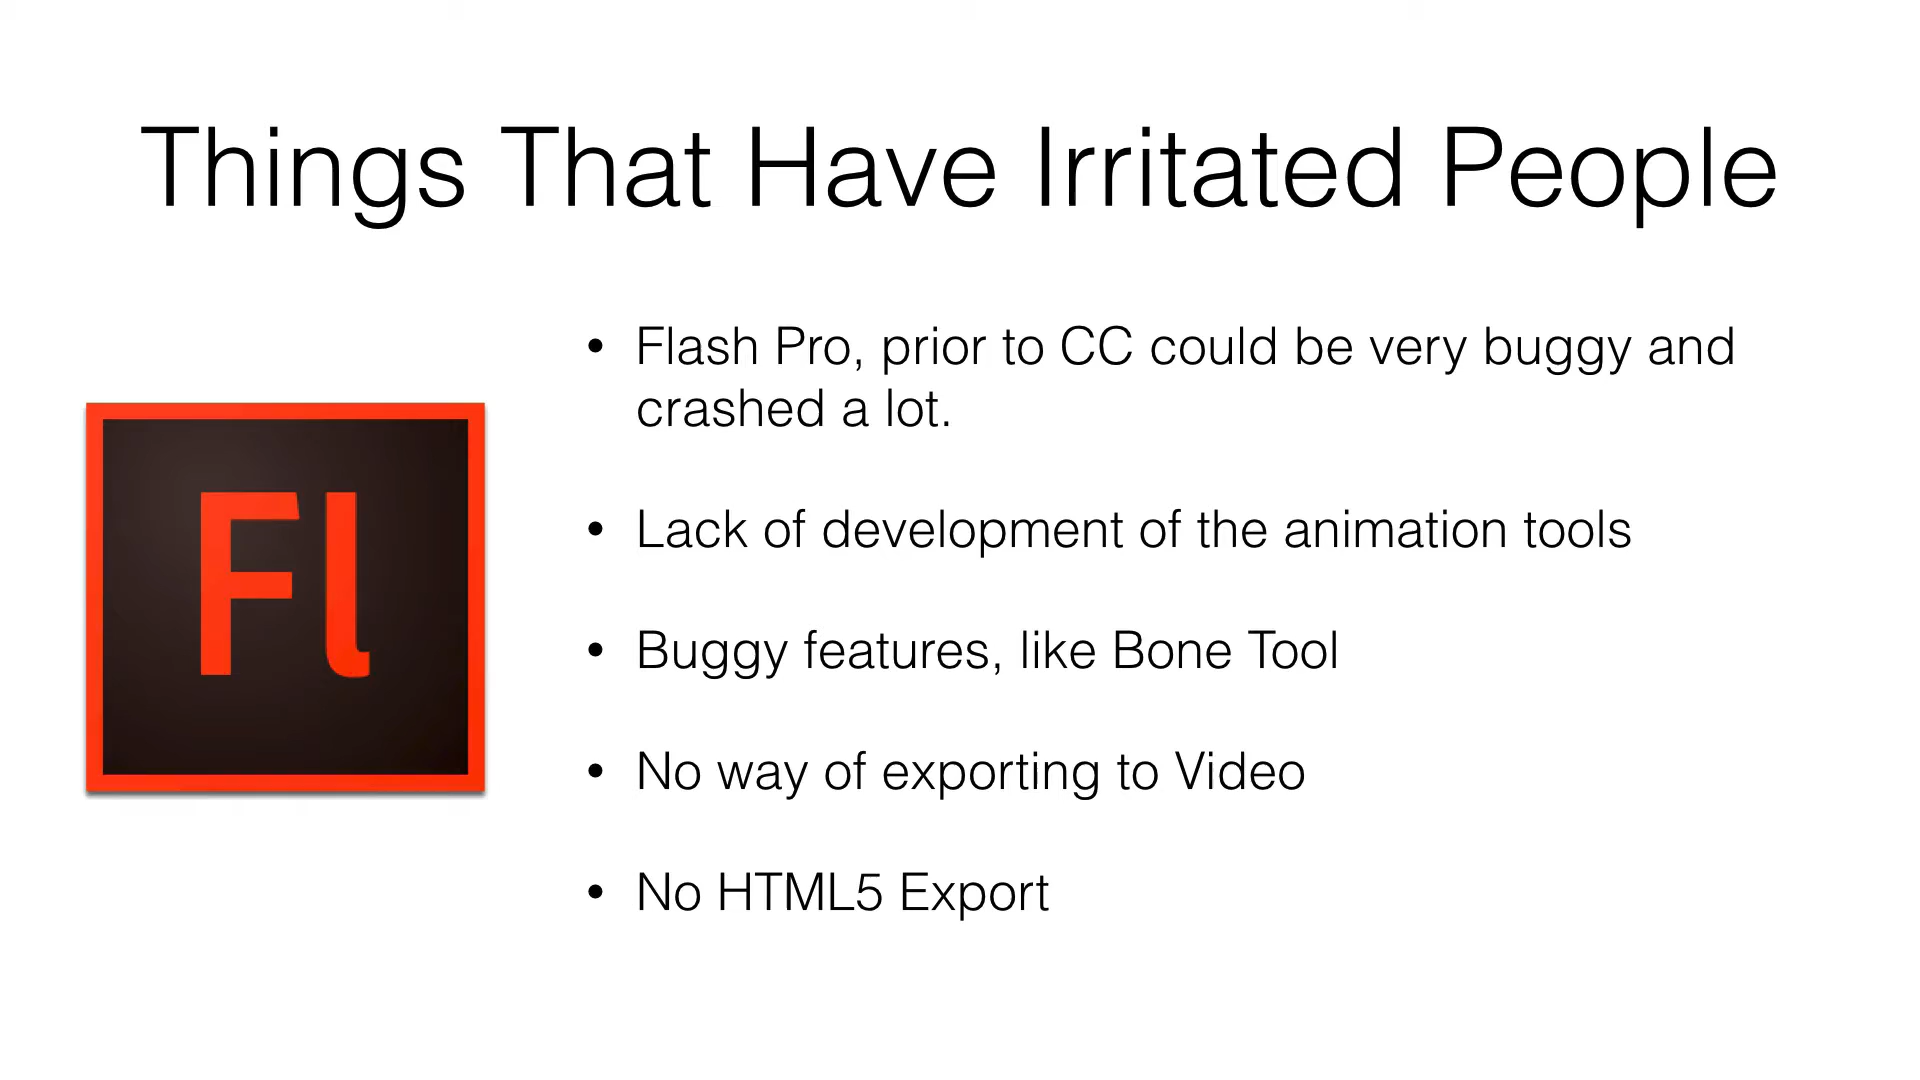 Things That Have Irritated People
• Flash Pro, prior to CC could be very buggy and
crashed a lot.
Fl
• Lack of development of the animation tools
• Buggy features, like Bone Tool
• No way of exporting to Video
• No HTML5 Export